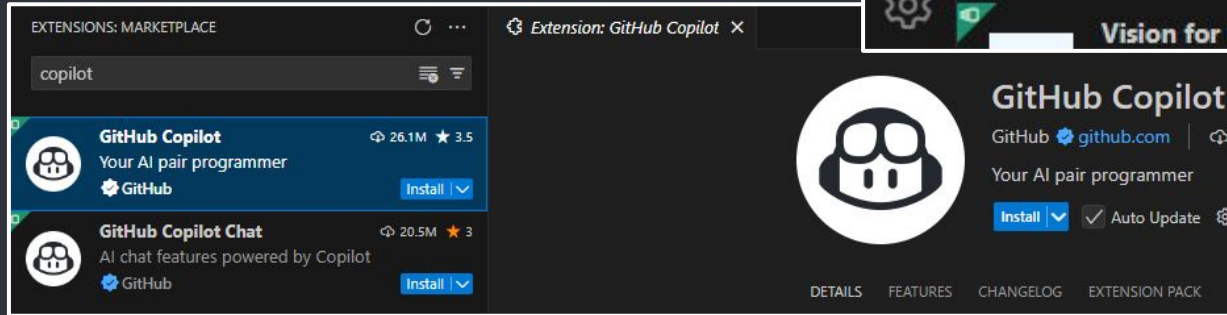 EXTENSIONS: MARKETPLACE
copilot
GitHub Copilot 26.1M ★ 3.5
Your AI pair programmer
GitHub Install
GitHub Copilot Chat 20.5M ★ 3
AI chat features powered by Copilot
GitHub Install
Extension: GitHub Copilot
Vision for
GitHub Copilot
GitHub github.com
Your AI pair programmer
Install Auto Update
DETAILS FEATURES CHANGELOG EXTENSION PACK